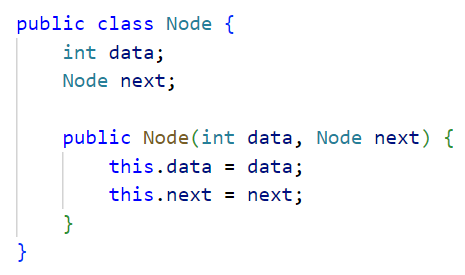 public class Node {
    int data;
    Node next;

    public Node(int data, Node next) {
        this.data = data;
        this.next = next;
    }
}